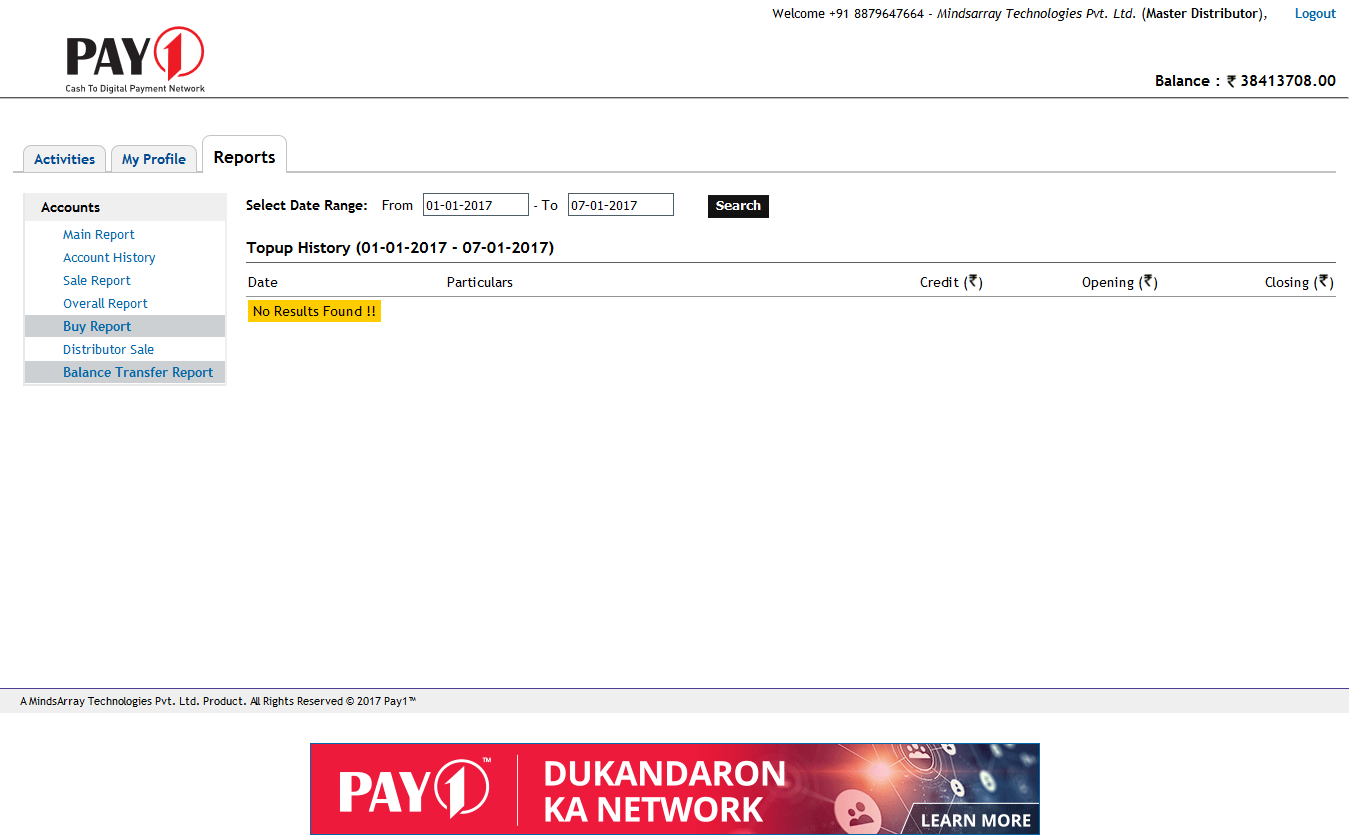 Welcome +91 8879647664 - Mindsarray Technologies Pvt. Ltd. (Master Distributor), Logout
PAY1
Cash To Digital Payment Network
Balance : ₹ 38413708.00
Activities My Profile Reports
Accounts
Main Report
Account History
Sale Report
Overall Report
Buy Report
Distributor Sale
Balance Transfer Report
Select Date Range: From 01-01-2017 - To 07-01-2017 Search
Topup History (01-01-2017 - 07-01-2017)
Date Particulars Credit (₹) Opening (₹) Closing (₹)
No Results Found !!
A MindsArray Technologies Pvt. Ltd. Product. All Rights Reserved © 2017 Pay1™
PAY1™
DUKANDARON
KA NETWORK
LEARN MORE